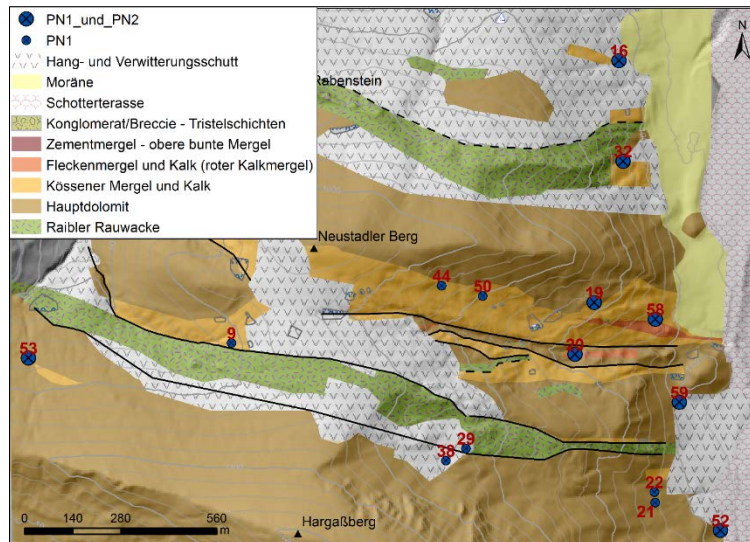 PN1_und_PN2
PN1
Hang- und Verwitterungsschutt
Moräne
Schotterterasse
Konglomerat/Breccie - Tristelschichten
Zementmergel - obere bunte Mergel
Fleckenmergel und Kalk (roter Kalkmergel)
Kössener Mergel und Kalk
Hauptdolomit
Raibler Rauwacke
N
16
Rabenstein
32
Neustadler Berg
44
50
19
58
9
20
53
59
29
38
22
21
52
0 140 280 560
m
Hargaßberg